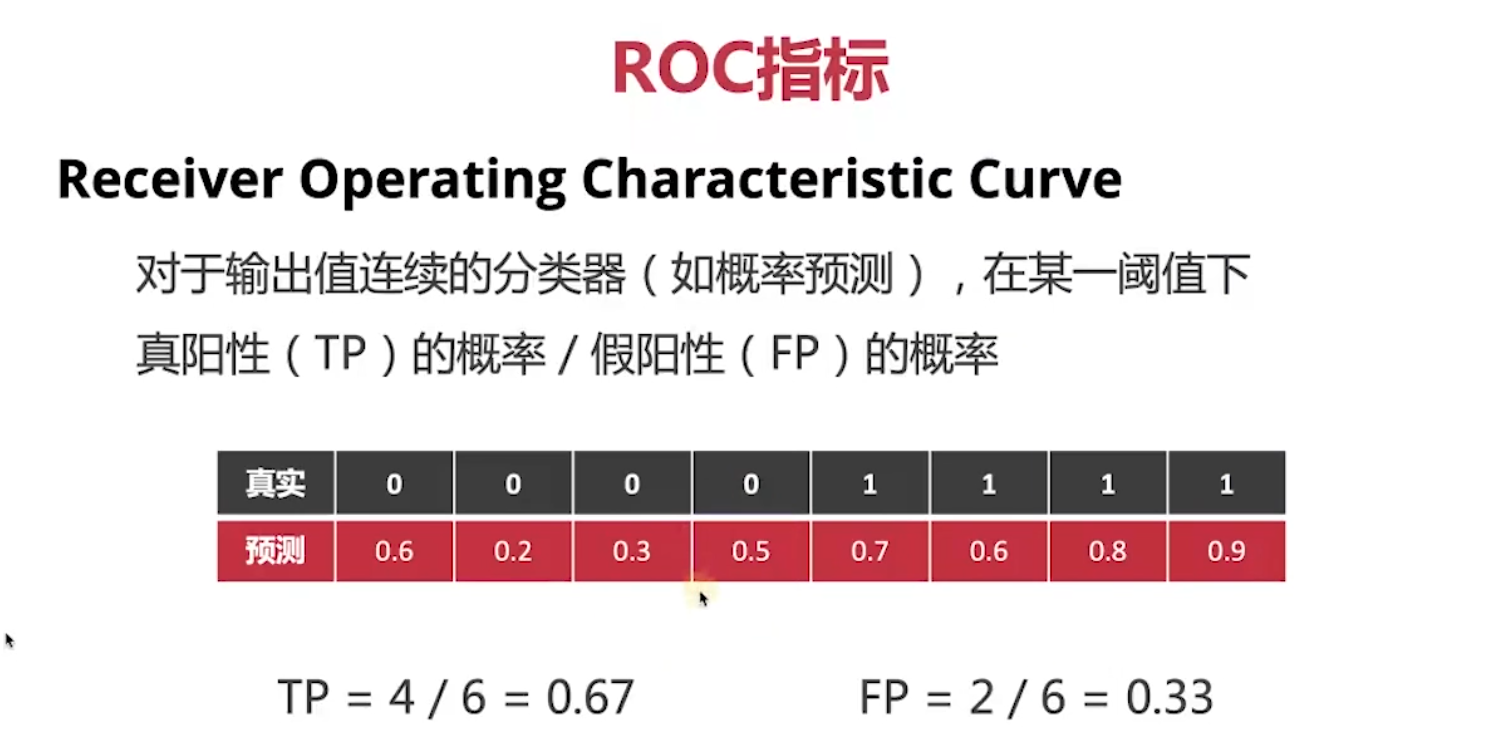 ROC指标
Receiver Operating Characteristic Curve
对于输出值连续的分类器（如概率预测），在某一阈值下
真阳性（TP）的概率 / 假阳性（FP）的概率
真实 0 0 0 0 1 1 1 1
预测 0.6 0.2 0.3 0.5 0.7 0.6 0.8 0.9
TP = 4 / 6 = 0.67 FP = 2 / 6 = 0.33